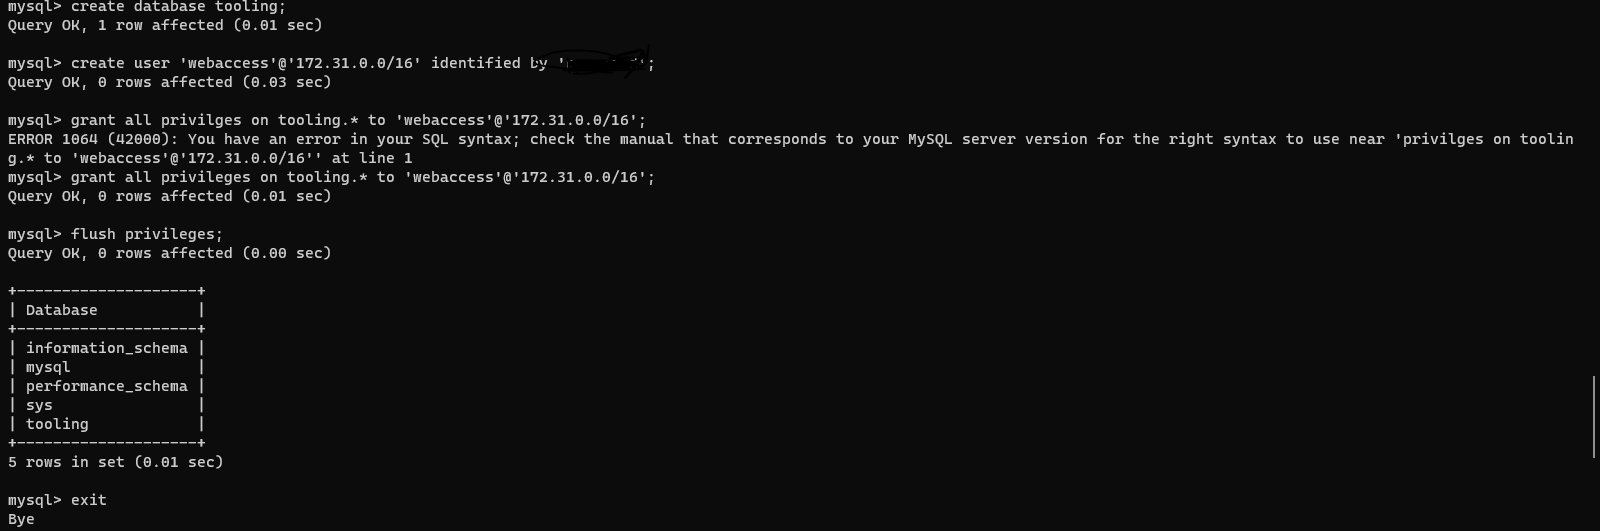 mysql> create database tooling;
Query OK, 1 row affected (0.01 sec)
mysql> create user 'webaccess'@'172.31.0.0/16' identified by ' ';
Query OK, 0 rows affected (0.03 sec)
mysql> grant all privilges on tooling.* to 'webaccess'@'172.31.0.0/16';
ERROR 1064 (42000): You have an error in your SQL syntax; check the manual that corresponds to your MySQL server version for the right syntax to use near 'privilges on toolin
g.* to 'webaccess'@'172.31.0.0/16'' at line 1
mysql> grant all privileges on tooling.* to 'webaccess'@'172.31.0.0/16';
Query OK, 0 rows affected (0.01 sec)
mysql> flush privileges;
Query OK, 0 rows affected (0.00 sec)
+--------------------+
| Database           |
+--------------------+
| information_schema |
| mysql              |
| performance_schema |
| sys                |
| tooling            |
+--------------------+
5 rows in set (0.01 sec)
mysql> exit
Bye